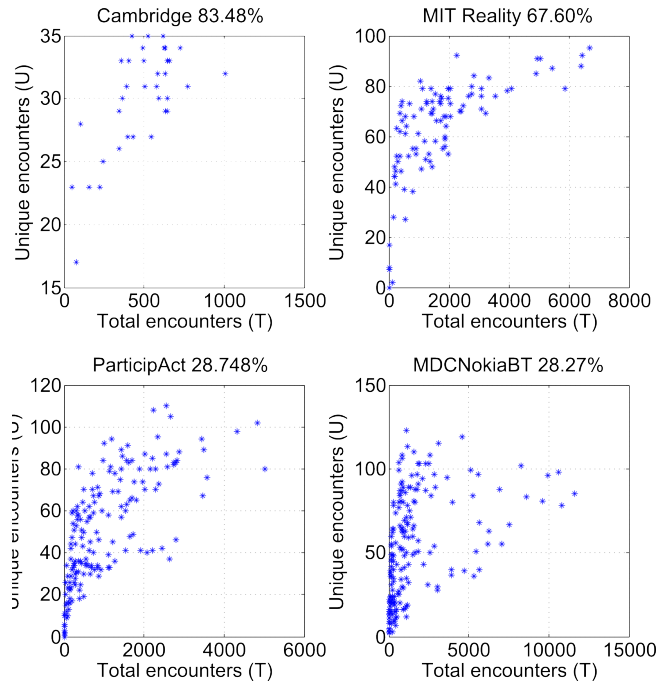 Cambridge 83.48%
35
30
25
20
15
0 500 1000 1500
Unique encounters (U)
Total encounters (T)
MIT Reality 67.60%
100
80
60
40
20
0
0 2000 4000 6000 8000
Unique encounters (U)
Total encounters (T)
ParticipAct 28.748%
120
100
80
60
40
20
0
0 2000 4000 6000
Unique encounters (U)
Total encounters (T)
MDCNokiaBT 28.27%
150
100
50
0
0 5000 10000 15000
Unique encounters (U)
Total encounters (T)